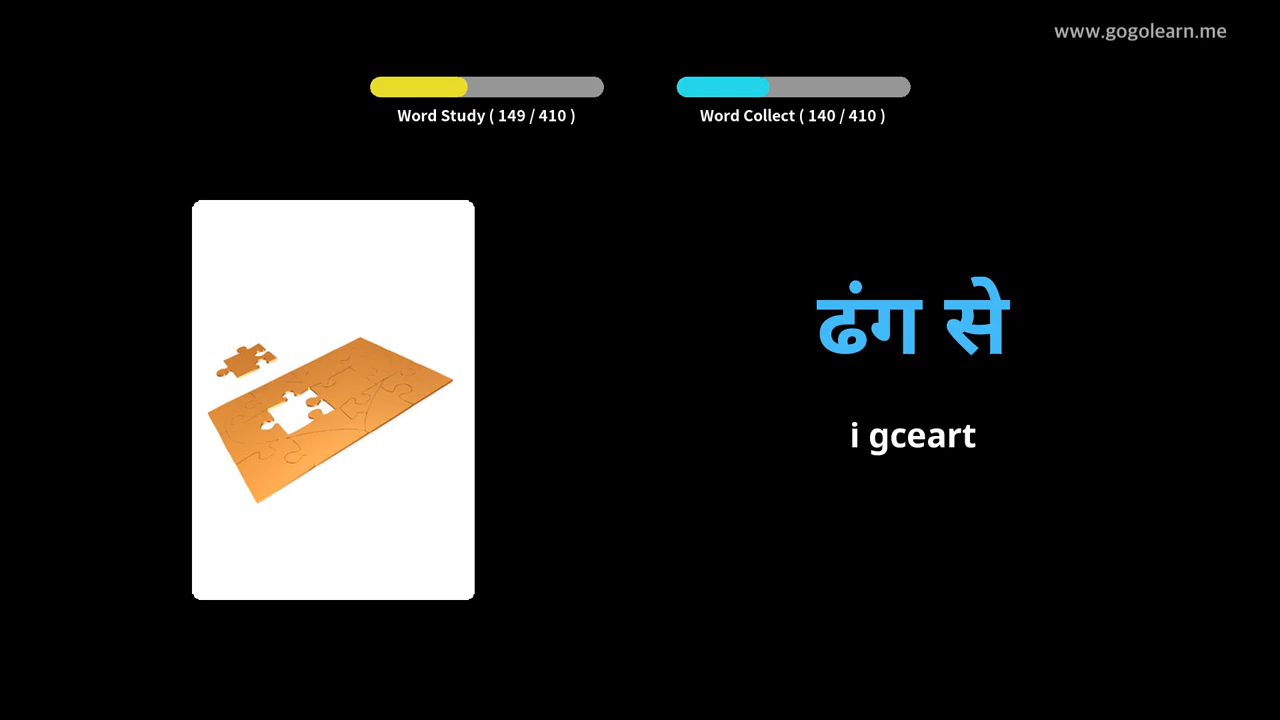 www.gogolearn.me
Word Study ( 149 / 410 )
Word Collect ( 140 / 410 )
ढंग से
i gceart